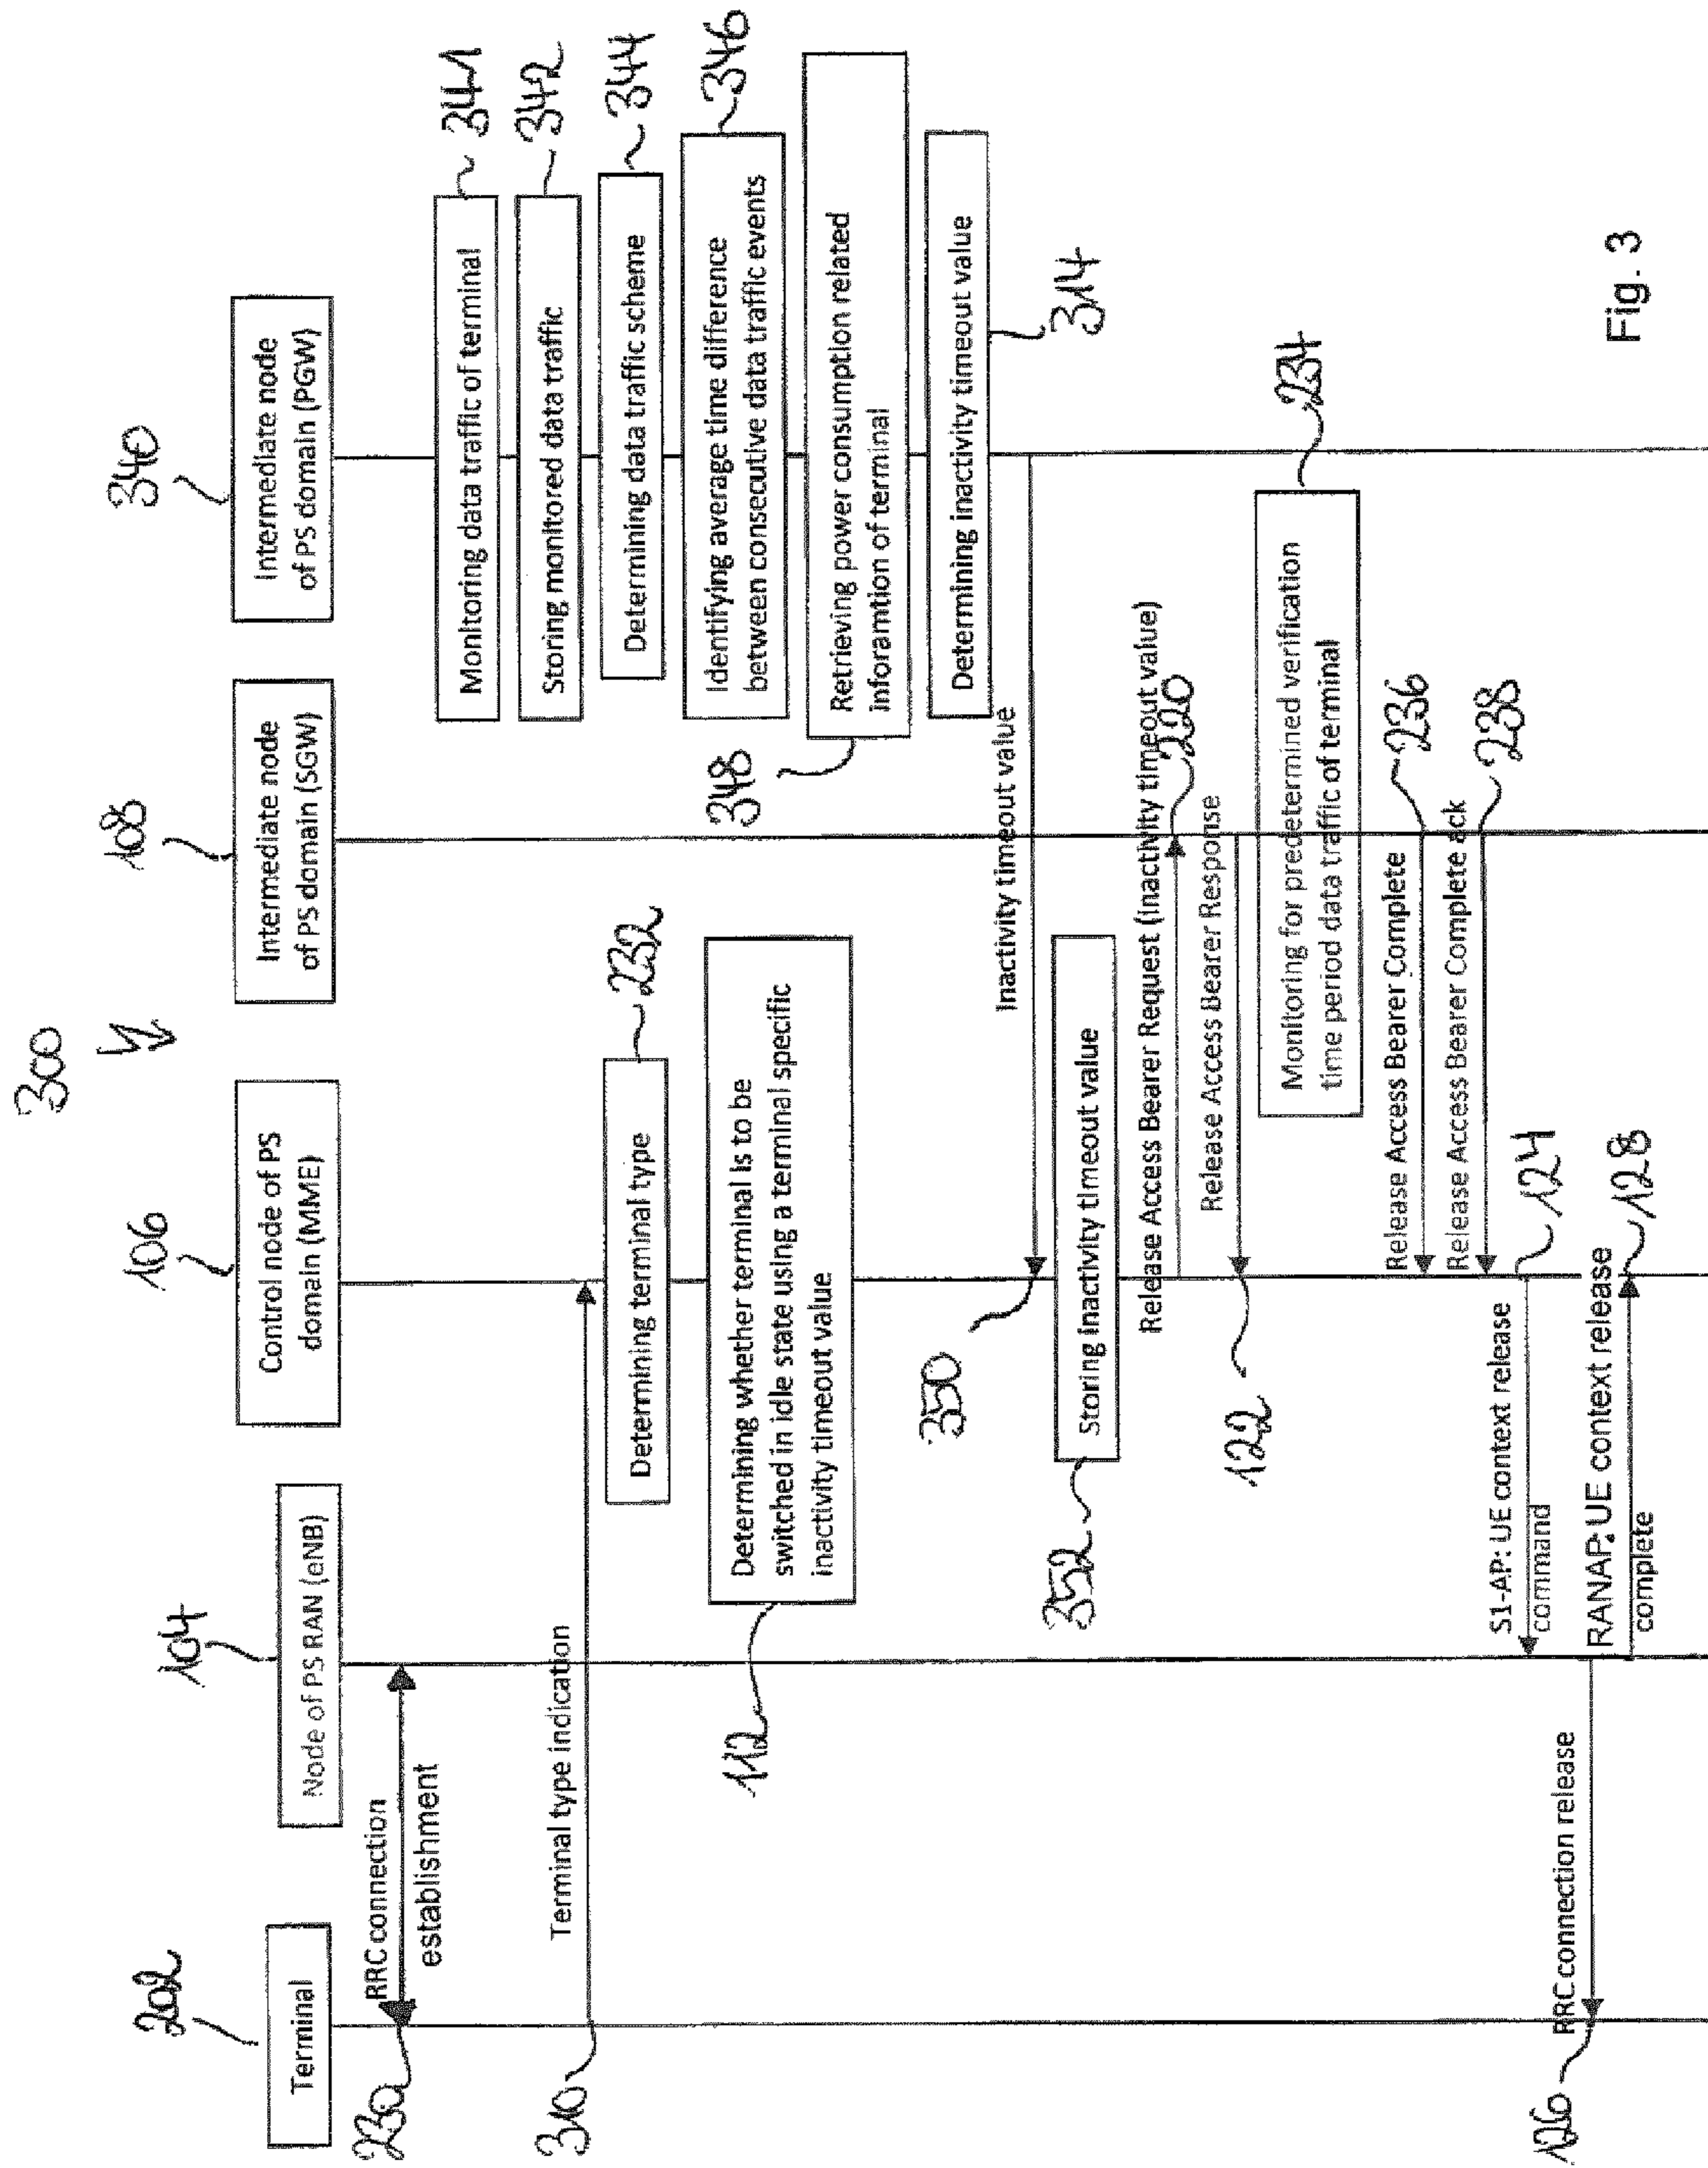 300
202
Terminal
104
Node of PS RAN (eNB)
106
Control node of PS
domain (MME)
108
Intermediate node
of PS domain (SGW)
340
Intermediate node
of PS domain (PGW)
230
RRC connection
establishment
Monitoring data traffic of terminal
341
Storing monitored data traffic
342
310
Terminal type indication
Determining terminal type
232
Determining data traffic scheme
344
Identifying average time difference
between consecutive data traffic events
346
112
Determining whether terminal is to be
switched in idle state using a terminal specific
inactivity timeout value
348
Retrieving power consumption related
inforamtion of terminal
Determining inactivity timeout value
314
350
Inactivity timeout value
352
Storing inactivity timeout value
Release Access Bearer Request (inactivity timeout value)
220
122
Release Access Bearer Response
Monitoring for predetermined verification
time period data traffic of terminal
234
Release Access Bearer Complete
236
Release Access Bearer Complete ack
238
S1-AP: UE context release
command
124
126
RRC connection release
RANAP:UE context release
complete
128
Fig. 3